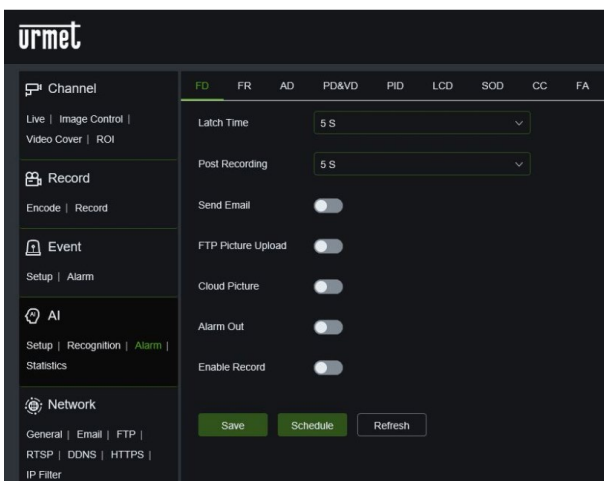 urmet
Channel
Live | Image Control |
Video Cover | ROI
Record
Encode | Record
Event
Setup | Alarm
AI
Setup | Recognition | Alarm |
Statistics
Network
General | Email | FTP |
RTSP | DDNS | HTTPS |
IP Filter
FD FR AD PD&VD PID LCD SOD CC FA
Latch Time 5 S
Post Recording 5 S
Send Email
FTP Picture Upload
Cloud Picture
Alarm Out
Enable Record
Save Schedule Refresh